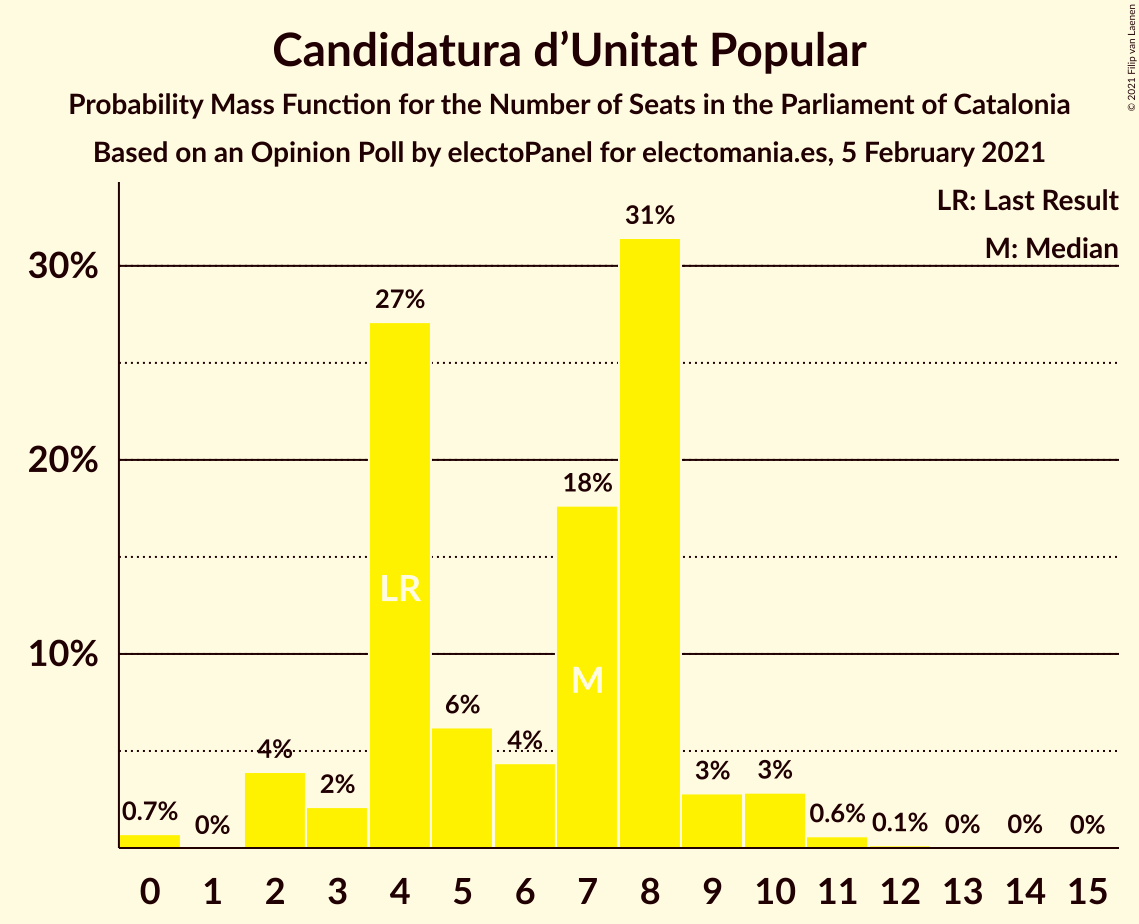 Candidatura d’Unitat Popular
Probability Mass Function for the Number of Seats in the Parliament of Catalonia
Based on an Opinion Poll by electoPanel for electomania.es, 5 February 2021
© 2021 Filip van Laenen
LR: Last Result
M: Median
30%
20%
10%
0.7%
0%
4%
2%
27%
6%
4%
18%
31%
3%
3%
0.6%
0.1%
0%
0%
0%
LR
M
0 1 2 3 4 5 6 7 8 9 10 11 12 13 14 15